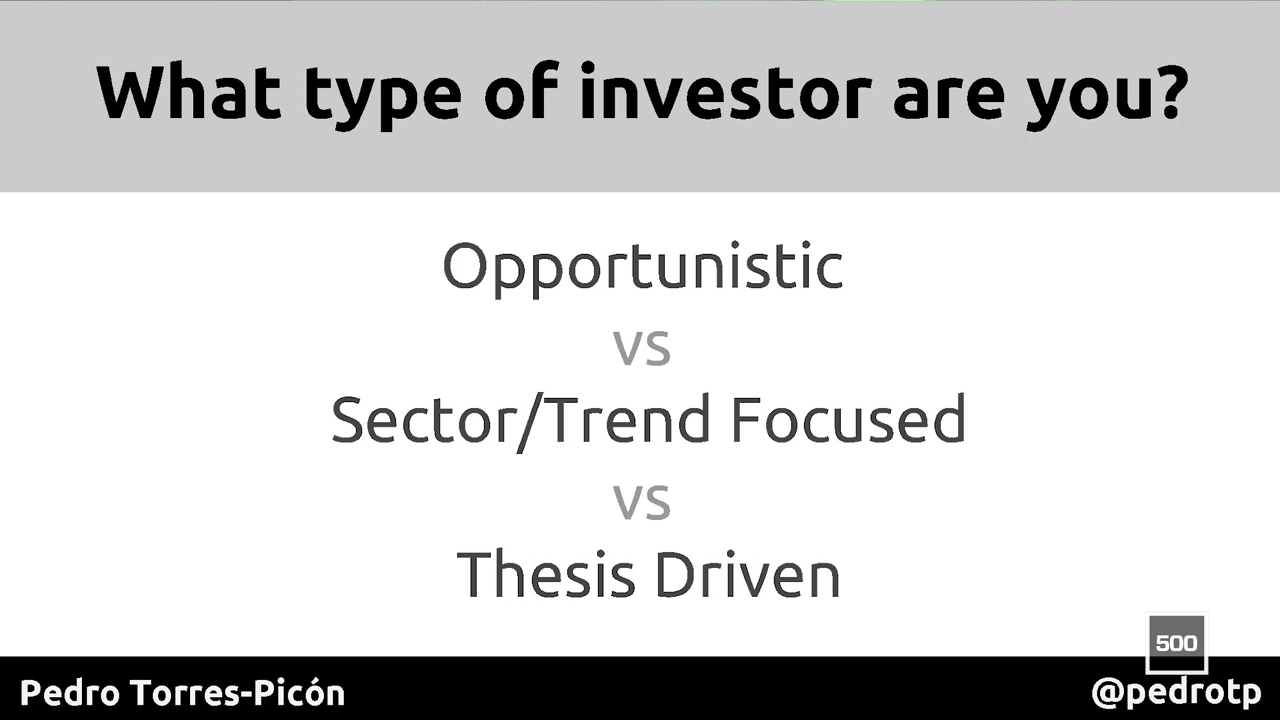 What type of investor are you?
Opportunistic
vs
Sector/Trend Focused
vs
Thesis Driven
500
Pedro Torres-Picón
@pedrotp